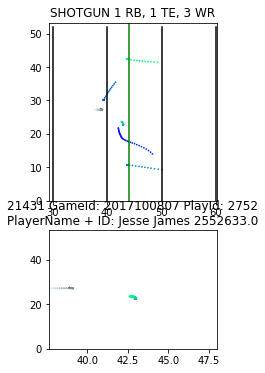 SHOTGUN 1 RB, 1 TE, 3 WR
50
40
30
20
10
0
30 40 50 60
21431 GameId: 2017100807 PlayId: 2752
PlayerName + ID: Jesse James 2552633.0
40
20
0
40.0 42.5 45.0 47.5